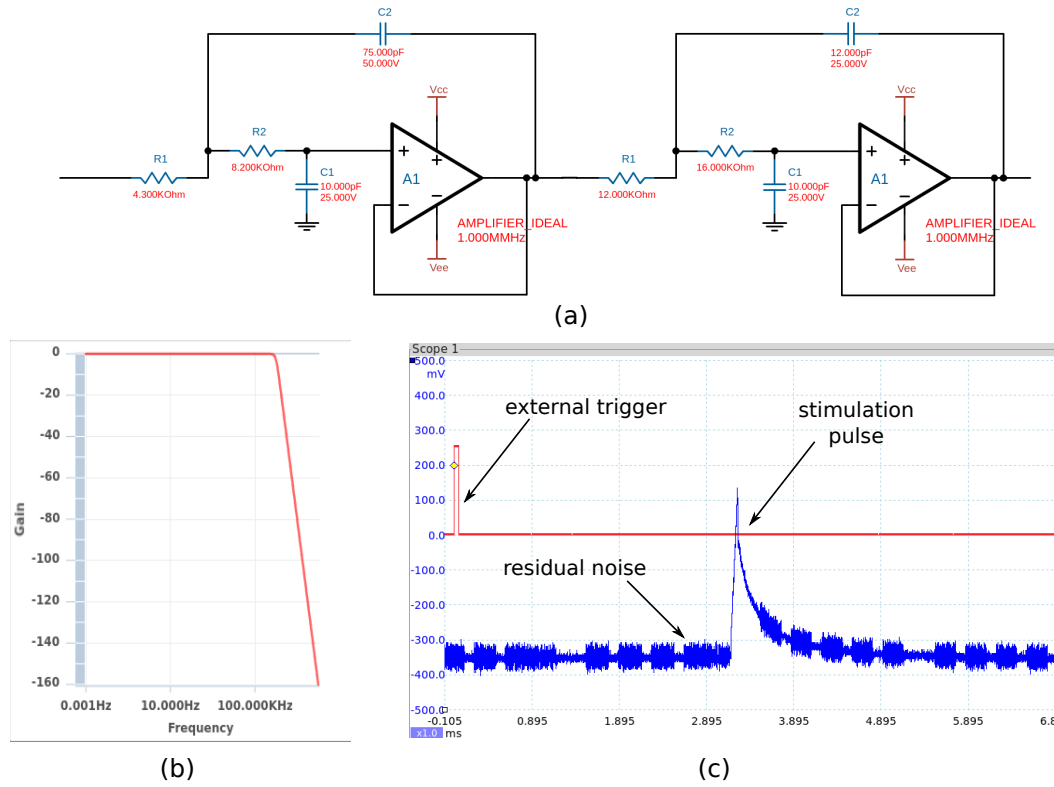 C2
75.000pF
50.000V
Vcc
R2
8.200KOhm
R1
4.300KOhm
C1
10.000pF
25.000V
+
+
−
−
A1
AMPLIFIER_IDEAL
1.000MMHz
Vee
C2
12.000pF
25.000V
Vcc
R2
16.000KOhm
R1
12.000KOhm
C1
10.000pF
25.000V
+
+
−
−
A1
AMPLIFIER_IDEAL
1.000MMHz
Vee
(a)
0
-20
-40
-60
-80
-100
-120
-140
-160
Gain
0.001Hz 10.000Hz 100.000KHz
Frequency
(b)
Scope 1
500.0
mV
400.0
300.0
200.0
100.0
0.0
-100.0
-200.0
-300.0
-400.0
-500.0
external trigger
stimulation
pulse
residual noise
-0.105 0.895 1.895 2.895 3.895 4.895 5.895 6.8
x1.0 ms
(c)